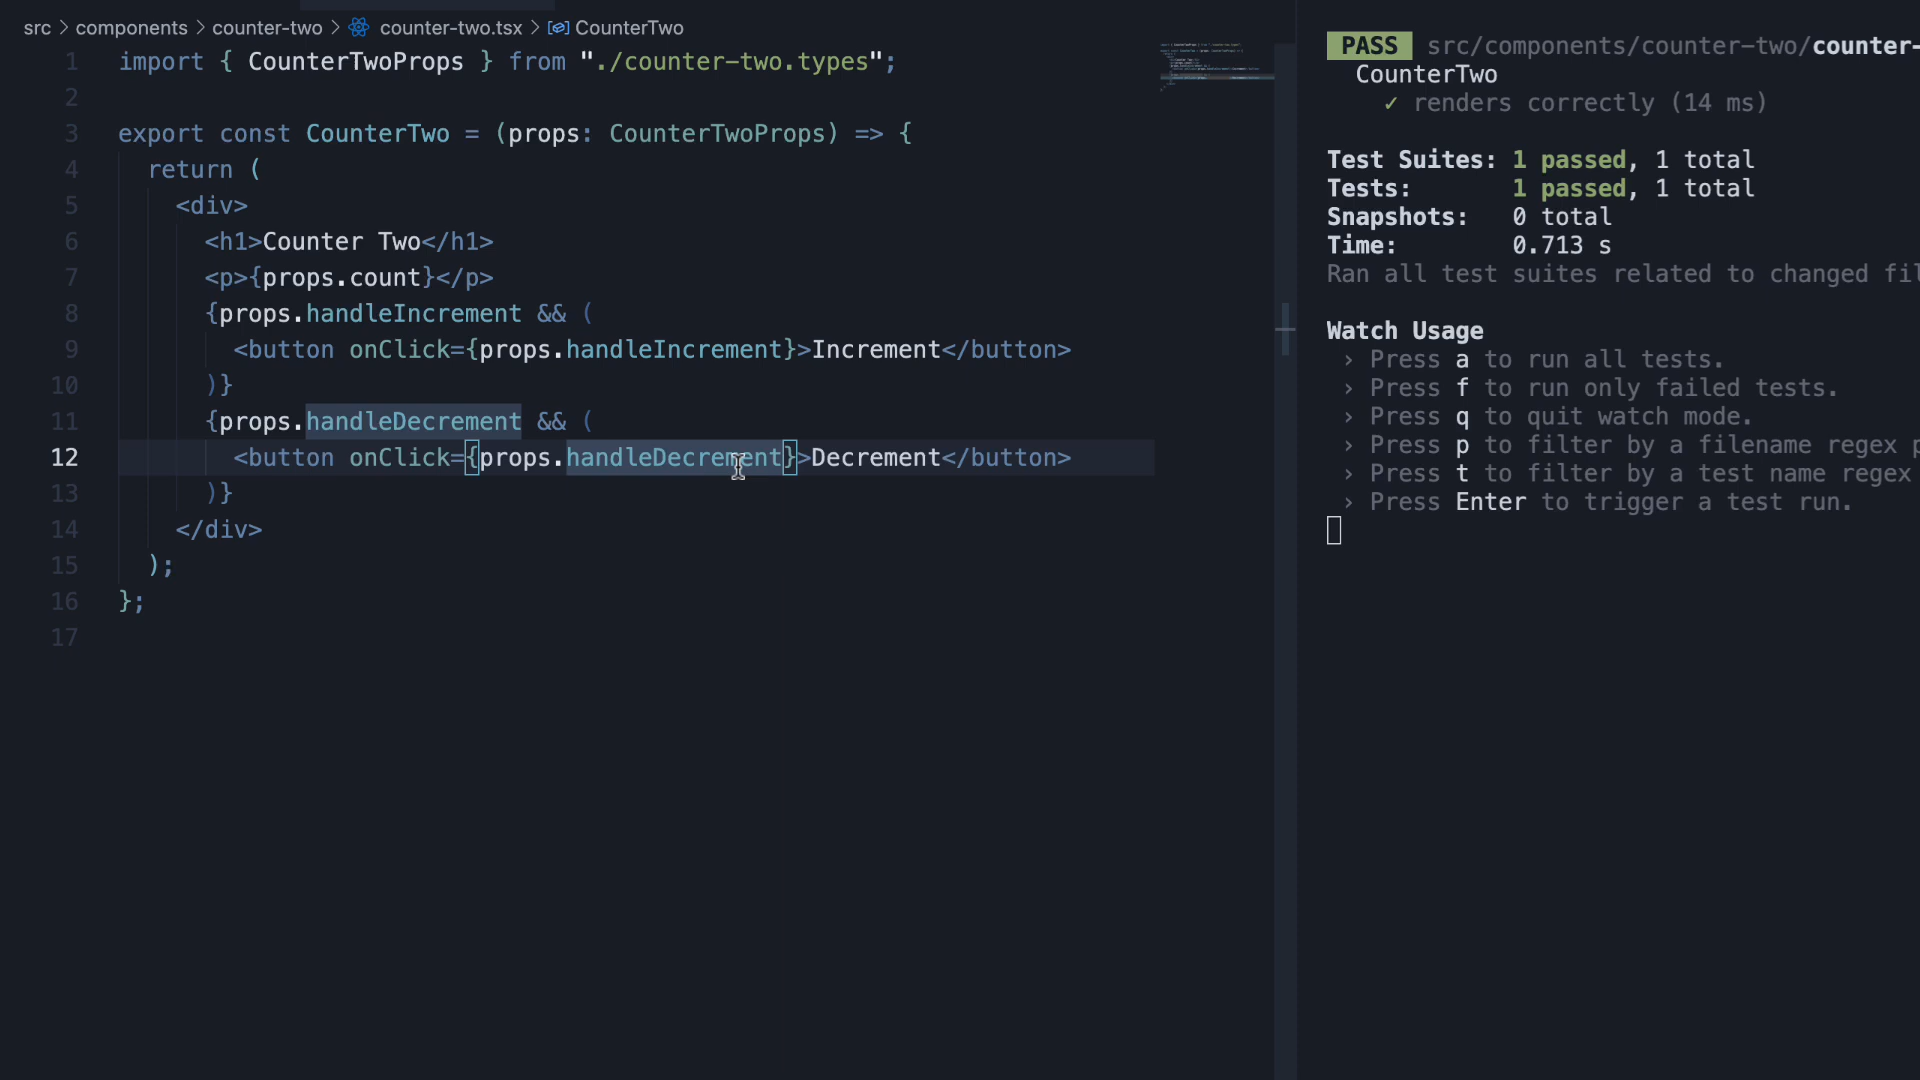 src > components > counter-two > counter-two.tsx > CounterTwo
1 import { CounterTwoProps } from "./counter-two.types";
2
3 export const CounterTwo = (props: CounterTwoProps) => {
4 return (
5 <div>
6 <h1>Counter Two</h1>
7 <p>{props.count}</p>
8 {props.handleIncrement && (
9 <button onClick={props.handleIncrement}>Increment</button>
10 )}
11 {props.handleDecrement && (
12 <button onClick={props.handleDecrement}>Decrement</button>
13 )}
14 </div>
15 );
16 };
17
PASS src/components/counter-two/counter-
CounterTwo
✓ renders correctly (14 ms)
Test Suites: 1 passed, 1 total
Tests: 1 passed, 1 total
Snapshots: 0 total
Time: 0.713 s
Ran all test suites related to changed fil
Watch Usage
› Press a to run all tests.
› Press f to run only failed tests.
› Press q to quit watch mode.
› Press p to filter by a filename regex p
› Press t to filter by a test name regex
› Press Enter to trigger a test run.